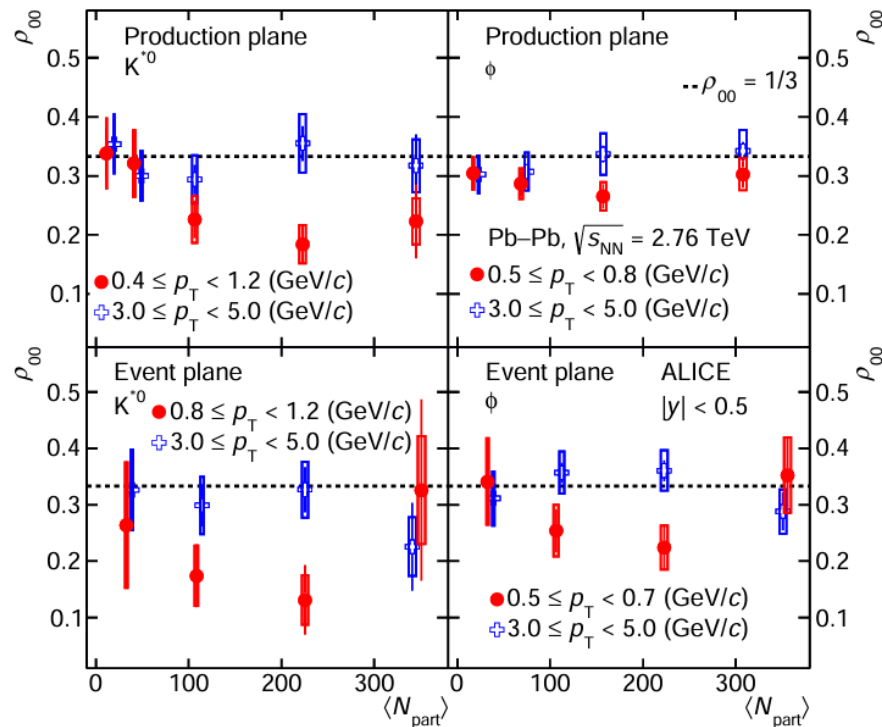 Production plane
K*0
ρ00
0.5
0.4
0.3
0.2
0.1
0.4 ≤ pT < 1.2 (GeV/c)
3.0 ≤ pT < 5.0 (GeV/c)
Production plane
ϕ
ρ00 = 1/3
Pb–Pb, √sNN = 2.76 TeV
0.5 ≤ pT < 0.8 (GeV/c)
3.0 ≤ pT < 5.0 (GeV/c)
ρ00
0.5
0.4
0.3
0.2
0.1
Event plane
K*0
0.8 ≤ pT < 1.2 (GeV/c)
3.0 ≤ pT < 5.0 (GeV/c)
ρ00
0.5
0.4
0.3
0.2
0.1
0 100 200 300
⟨Npart⟩
Event plane
ϕ
ALICE
|y| < 0.5
0.5 ≤ pT < 0.7 (GeV/c)
3.0 ≤ pT < 5.0 (GeV/c)
ρ00
0.5
0.4
0.3
0.2
0.1
0 100 200 300
⟨Npart⟩